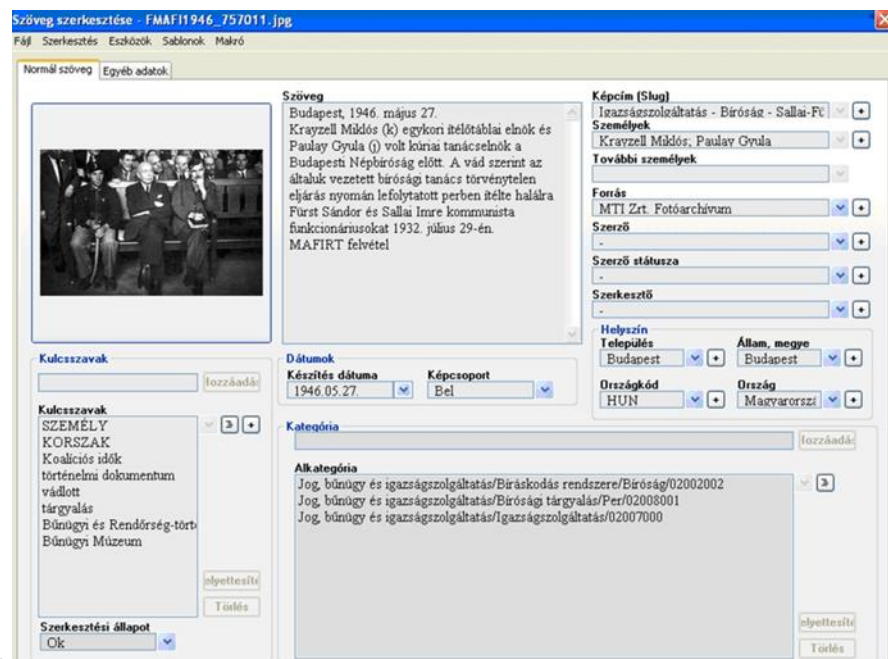 Szöveg szerkesztése - FMAFI1946_757011.jpg
Fájl Szerkesztés Eszközök Sablonok Makró
Normál szöveg Egyéb adatok
Szöveg
Budapest, 1946. május 27.
Krayzell Miklós (k) egykori ítélőtáblai elnök és
Paulay Gyula (j) volt kúriai tanácselnök a
Budapesti Népbíróság előtt. A vád szerint az
általuk vezetett bírósági tanács törvénytelen
eljárás nyomán lefolytatott perben ítélte halálra
Fürst Sándor és Sallai Imre kommunista
funkcionáriusokat 1932. július 29-én.
MAFIRT felvétel
Képcím (Slug)
Igazságszolgáltatás - Bíróság - Sallai-Fü
Személyek
Krayzell Miklós; Paulay Gyula
További személyek
Forrás
MTI Zrt. Fotóarchívum
Szerző
-
Szerző státusza
-
Szerkesztő
-
Helyszín
Település Állam, megye
Budapest Budapest
Országkód Ország
HUN Magyarorszá
Kulcsszavak
Hozzáadás
Kulcsszavak
SZEMÉLY
KORSZAK
Koalíciós idők
történelmi dokumentum
vádlott
tárgyalás
Bűnügyi és Rendőrség-tört
Bűnügyi Múzeum
elyettesíté
Törlés
Szerkesztési állapot
Ok
Dátumok
Készítés dátuma Képcsoport
1946.05.27. Bel
Kategória
Hozzáadás
Alkategória
Jog, bűnügy és igazságszolgáltatás/Bíráskodás rendszere/Bíróság/02002002
Jog, bűnügy és igazságszolgáltatás/Bírósági tárgyalás/Per/02008001
Jog, bűnügy és igazságszolgáltatás/Igazságszolgáltatás/02007000
elyettesíté
Törlés